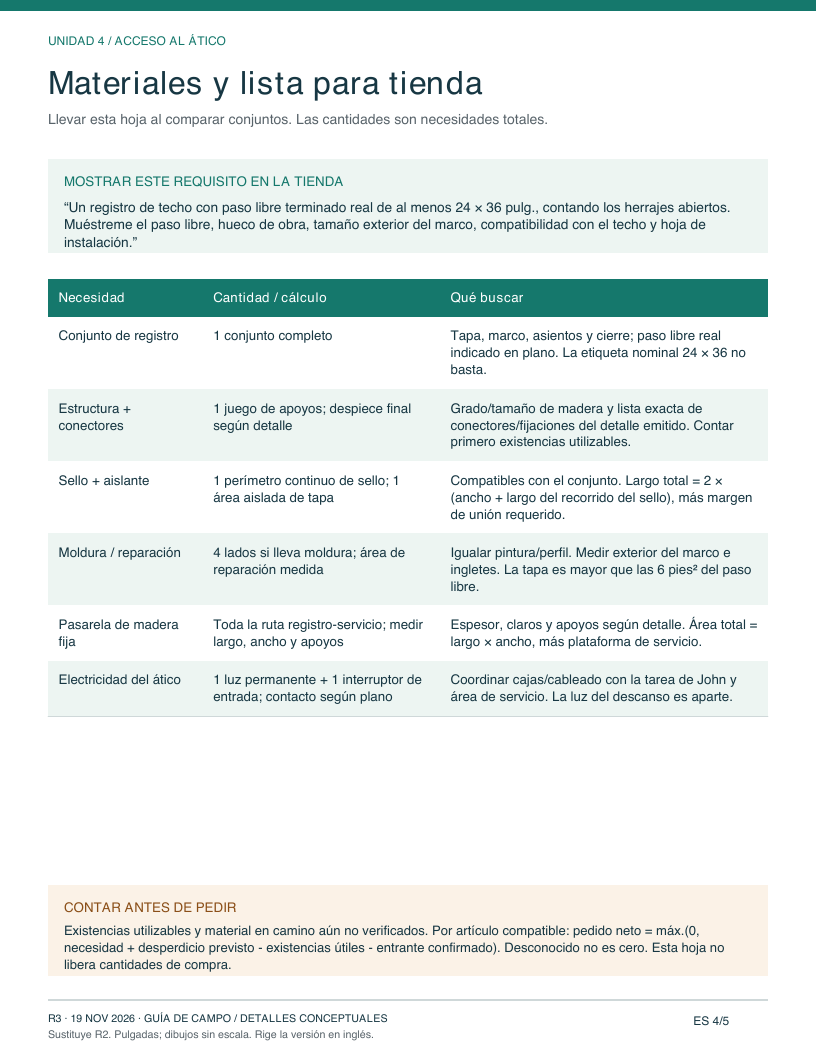 UNIDAD 4 / ACCESO AL ÁTICO
Materiales y lista para tienda
Llevar esta hoja al comparar conjuntos. Las cantidades son necesidades totales.
MOSTRAR ESTE REQUISITO EN LA TIENDA
“Un registro de techo con paso libre terminado real de al menos 24 × 36 pulg., contando los herrajes abiertos.
Muéstreme el paso libre, hueco de obra, tamaño exterior del marco, compatibilidad con el techo y hoja de
instalación.”
Necesidad
Cantidad / cálculo
Qué buscar
Conjunto de registro
1 conjunto completo
Tapa, marco, asientos y cierre; paso libre real
indicado en plano. La etiqueta nominal 24 × 36 no
basta.
Estructura +
conectores
1 juego de apoyos; despiece final
según detalle
Grado/tamaño de madera y lista exacta de
conectores/fijaciones del detalle emitido. Contar
primero existencias utilizables.
Sello + aislante
1 perímetro continuo de sello; 1
área aislada de tapa
Compatibles con el conjunto. Largo total = 2 ×
(ancho + largo del recorrido del sello), más margen
de unión requerido.
Moldura / reparación
4 lados si lleva moldura; área de
reparación medida
Igualar pintura/perfil. Medir exterior del marco e
ingletes. La tapa es mayor que las 6 pies² del paso
libre.
Pasarela de madera
fija
Toda la ruta registro-servicio; medir
largo, ancho y apoyos
Espesor, claros y apoyos según detalle. Área total =
largo × ancho, más plataforma de servicio.
Electricidad del ático
1 luz permanente + 1 interruptor de
entrada; contacto según plano
Coordinar cajas/cableado con la tarea de John y
área de servicio. La luz del descanso es aparte.
CONTAR ANTES DE PEDIR
Existencias utilizables y material en camino aún no verificados. Por artículo compatible: pedido neto = máx.(0,
necesidad + desperdicio previsto - existencias útiles - entrante confirmado). Desconocido no es cero. Esta hoja no
libera cantidades de compra.
R3 · 19 NOV 2026 · GUÍA DE CAMPO / DETALLES CONCEPTUALES
Sustituye R2. Pulgadas; dibujos sin escala. Rige la versión en inglés.
ES 4/5